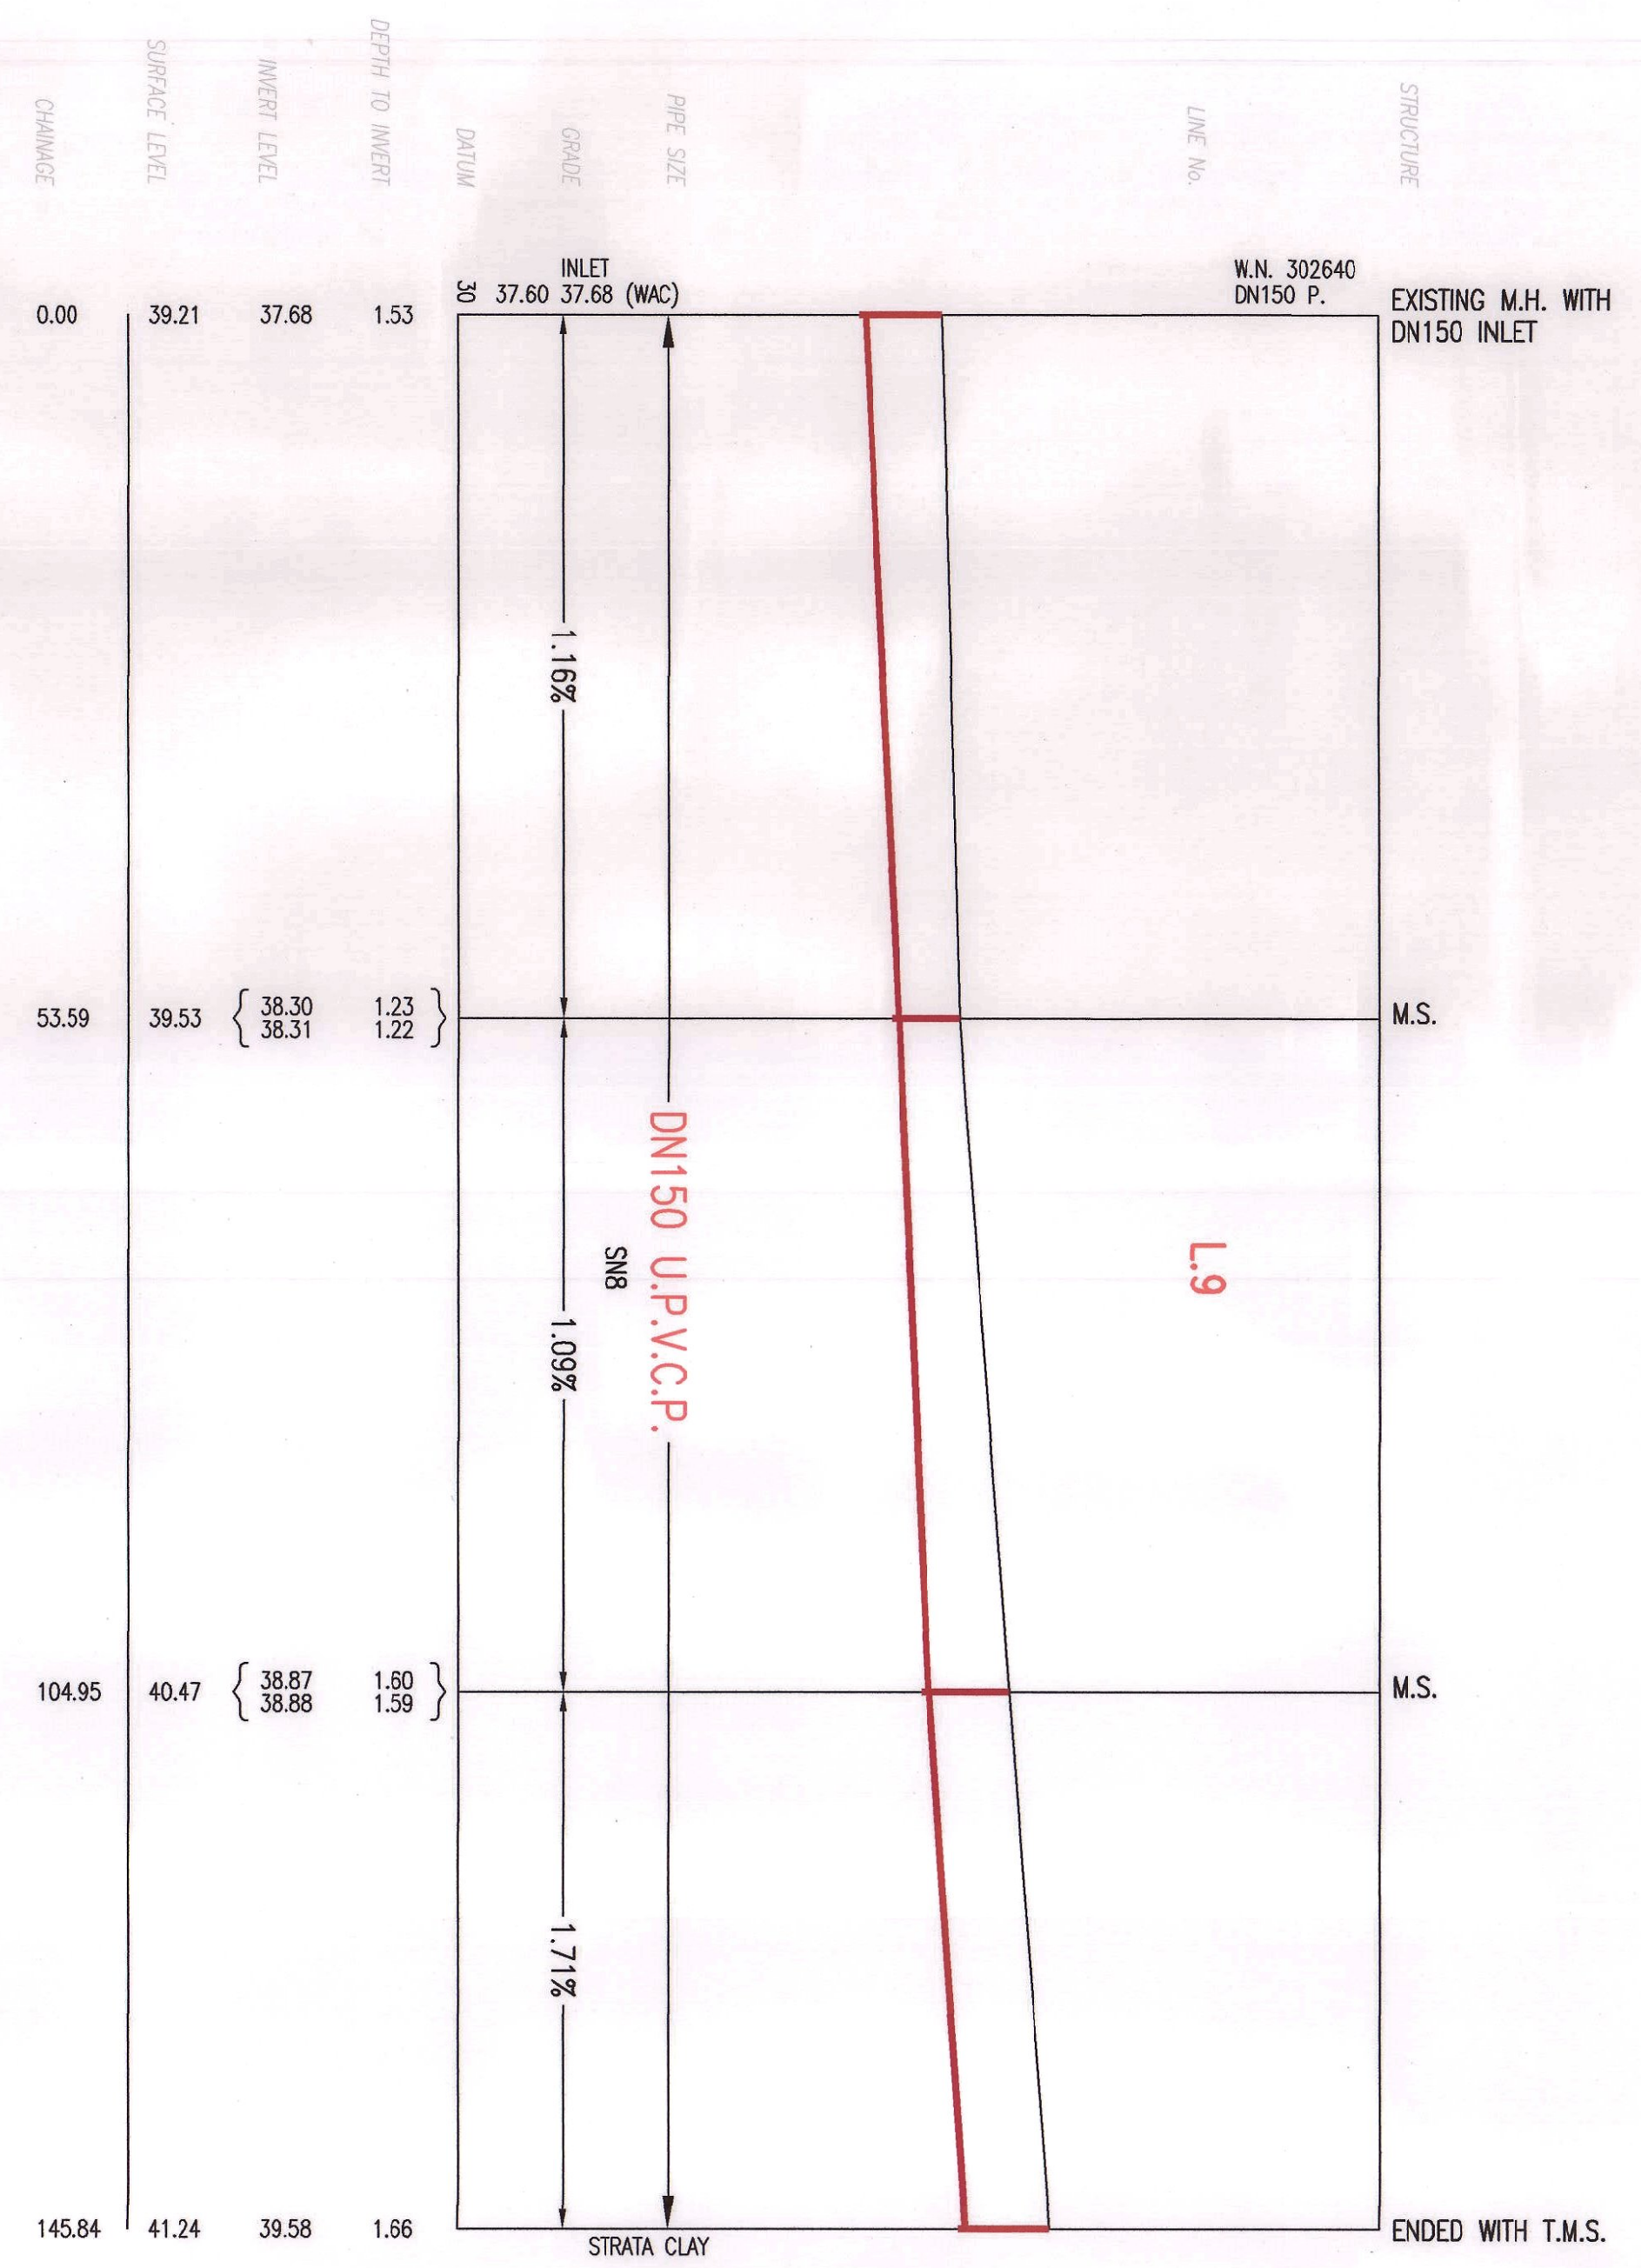 STRUCTURE
LINE No.
PIPE SIZE
GRADE
DATUM
DEPTH TO INVERT
INVERT LEVEL
SURFACE LEVEL
CHAINAGE
INLET
30 37.60 37.68 (WAC)
W.N. 302640
DN150 P.
EXISTING M.H. WITH
DN150 INLET
0.00 39.21 37.68 1.53
1.16%
53.59 39.53 { 38.30 1.23 }
38.31 1.22
M.S.
DN150 U.P.V.C.P.
SN8
L.9
1.09%
104.95 40.47 { 38.87 1.60 }
38.88 1.59
M.S.
1.71%
145.84 41.24 39.58 1.66
STRATA CLAY
ENDED WITH T.M.S.